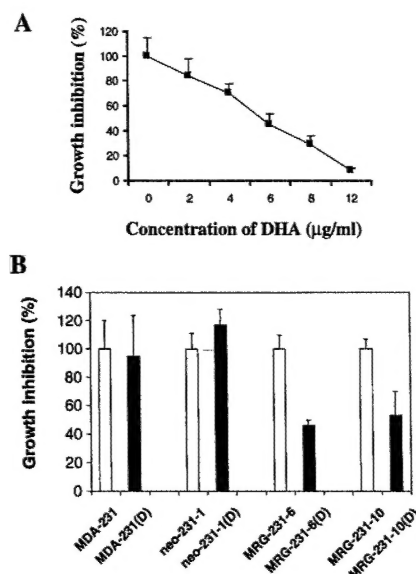 A
Growth inhibition (%)
120
100
80
60
40
20
0
0 2 4 6 8 12
Concentration of DHA (µg/ml)
B
Growth inhibition (%)
140
120
100
80
60
40
20
0
MDA-231
MDA-231(D)
neo-231-1
neo-231-1(D)
MRG-231-6
MRG-231-6(D)
MRG-231-10
MRG-231-10(D)